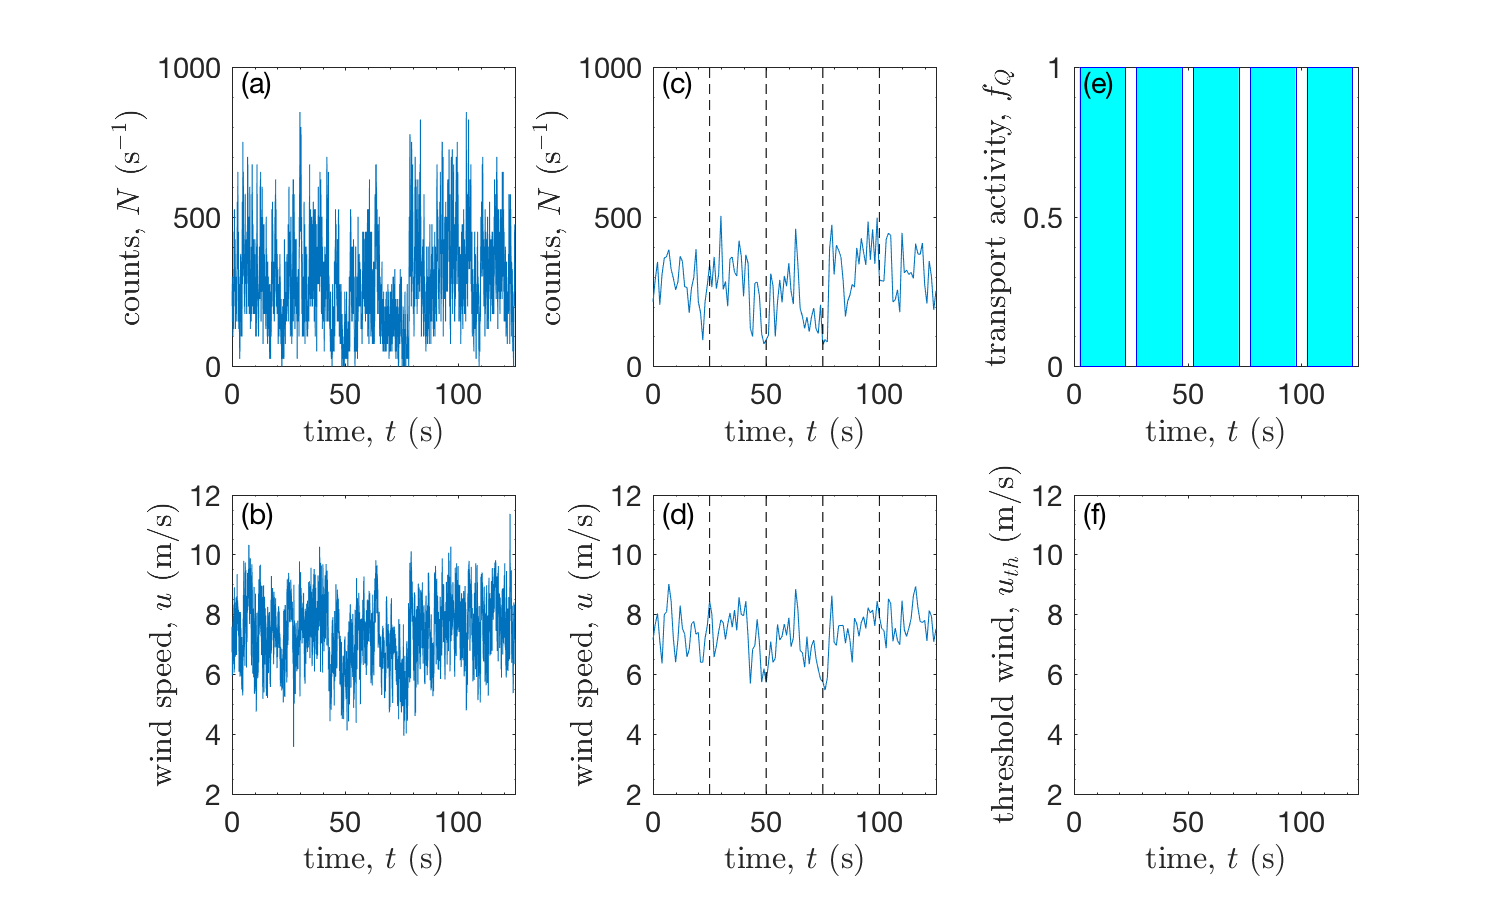 (a)
1000
500
0
counts, N (s⁻¹)
0 50 100
time, t (s)
(c)
1000
500
0
counts, N (s⁻¹)
0 50 100
time, t (s)
(e)
1
0.5
0
transport activity, f_Q
0 50 100
time, t (s)
(b)
12
10
8
6
4
2
wind speed, u (m/s)
0 50 100
time, t (s)
(d)
12
10
8
6
4
2
wind speed, u (m/s)
0 50 100
time, t (s)
(f)
12
10
8
6
4
2
threshold wind, u_th (m/s)
0 50 100
time, t (s)